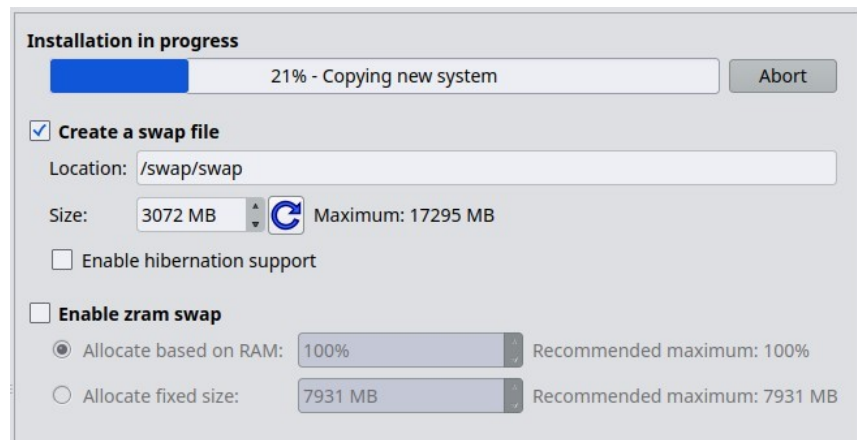 Installation in progress
21% - Copying new system Abort
Create a swap file
Location: /swap/swap
Size: 3072 MB Maximum: 17295 MB
Enable hibernation support
Enable zram swap
Allocate based on RAM: 100% Recommended maximum: 100%
Allocate fixed size: 7931 MB Recommended maximum: 7931 MB